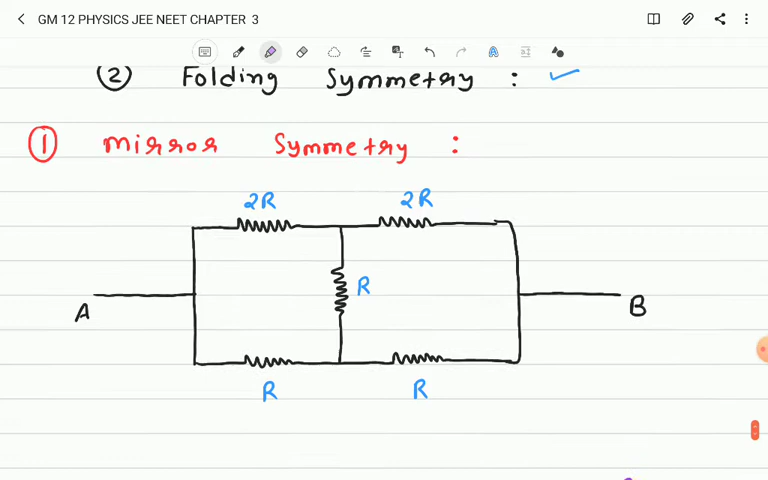 GM 12 PHYSICS JEE NEET CHAPTER 3
② Folding Symmetry :
① Mirror Symmetry :
2R 2R
R
A B
R R